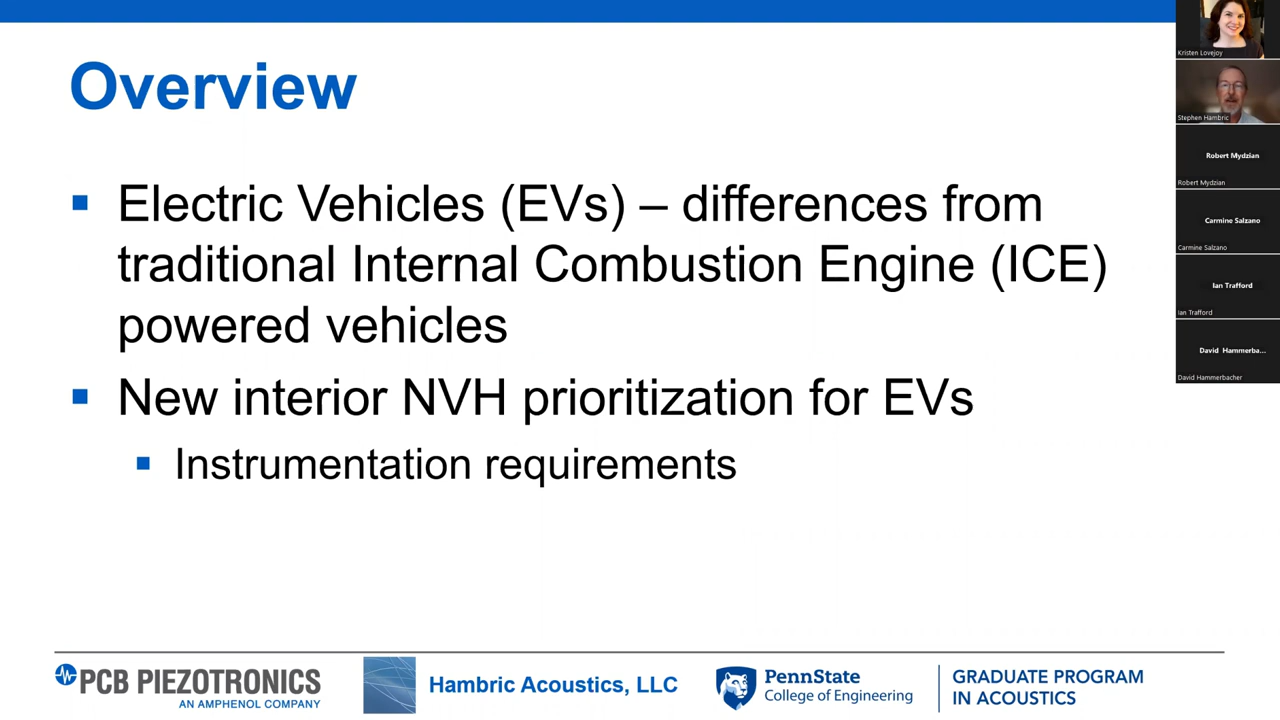 Overview
Electric Vehicles (EVs) – differences from
traditional Internal Combustion Engine (ICE)
powered vehicles
New interior NVH prioritization for EVs
Instrumentation requirements
PCB PIEZOTRONICS
AN AMPHENOL COMPANY
Hambric Acoustics, LLC
PennState
College of Engineering
GRADUATE PROGRAM
IN ACOUSTICS
Kristen Lovejoy
Stephen Hambric
Robert Mydzian
Robert Mydzian
Carmine Salzano
Carmine Salzano
Ian Trafford
Ian Trafford
David Hammerba...
David Hammerbacher